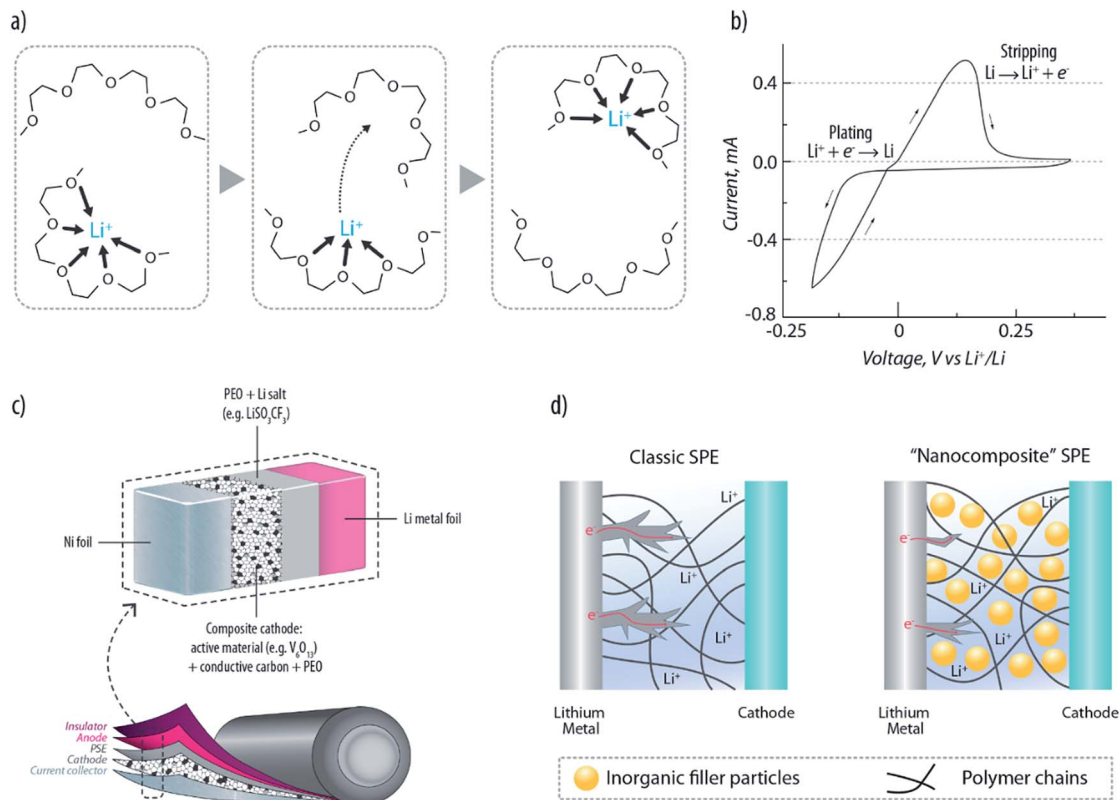 a)
O
O
O
O
O
O
O
O
O
O
Li⁺
O
O
O
O
O
O
O
O
O
O
Li⁺
O
O
O
O
O
Li⁺
O
O
O
O
O
b)
Stripping
Li → Li⁺ + e⁻
Plating
Li⁺ + e⁻ → Li
Current, mA
0.4
0.0
-0.4
-0.8
-0.25
0
0.25
Voltage, V vs Li⁺/Li
c)
PEO + Li salt
(e.g. LiSO₃CF₃)
Ni foil
Li metal foil
Composite cathode:
active material (e.g. V₆O₁₃)
+ conductive carbon + PEO
Insulator
Anode
PSE
Cathode
Current collector
d)
Classic SPE
Li⁺
e⁻
Li⁺
e⁻
Li⁺
Li⁺
Lithium
Metal
Cathode
"Nanocomposite" SPE
Li⁺
e⁻
Li⁺
e⁻
Li⁺
Li⁺
Lithium
Metal
Cathode
Inorganic filler particles
Polymer chains